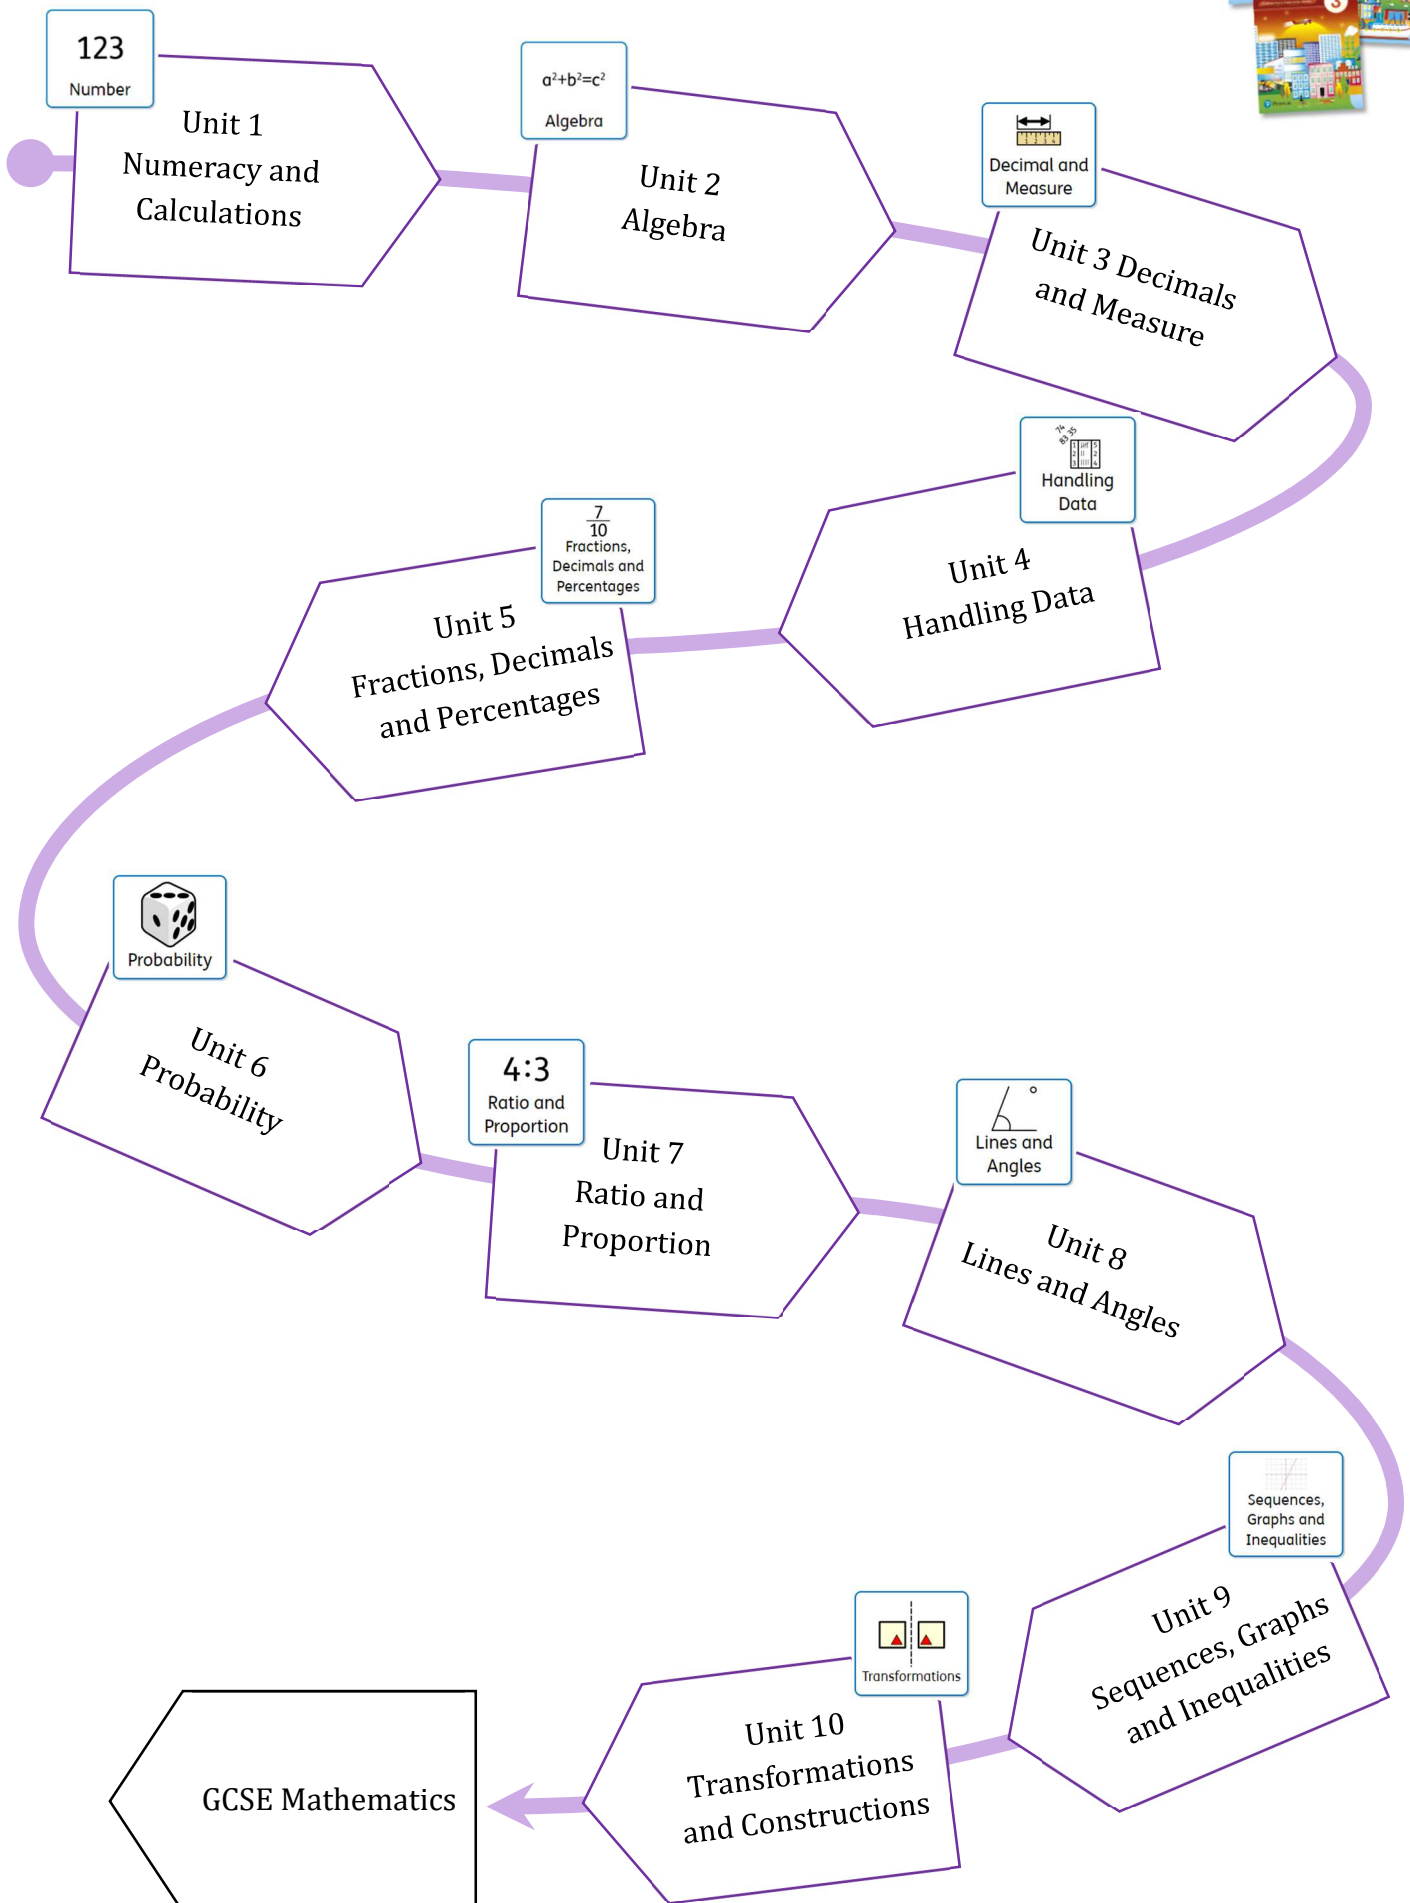 123
Number
Unit 1
Numeracy and
Calculations
a²+b²=c²
Algebra
Unit 2
Algebra
Decimal and
Measure
Unit 3 Decimals
and Measure
Handling
Data
Unit 4
Handling Data
7
10
Fractions,
Decimals and
Percentages
Unit 5
Fractions, Decimals
and Percentages
Probability
Unit 6
Probability
4:3
Ratio and
Proportion
Unit 7
Ratio and
Proportion
Lines and
Angles
Unit 8
Lines and Angles
Sequences,
Graphs and
Inequalities
Unit 9
Sequences, Graphs
and Inequalities
Transformations
Unit 10
Transformations
and Constructions
GCSE Mathematics